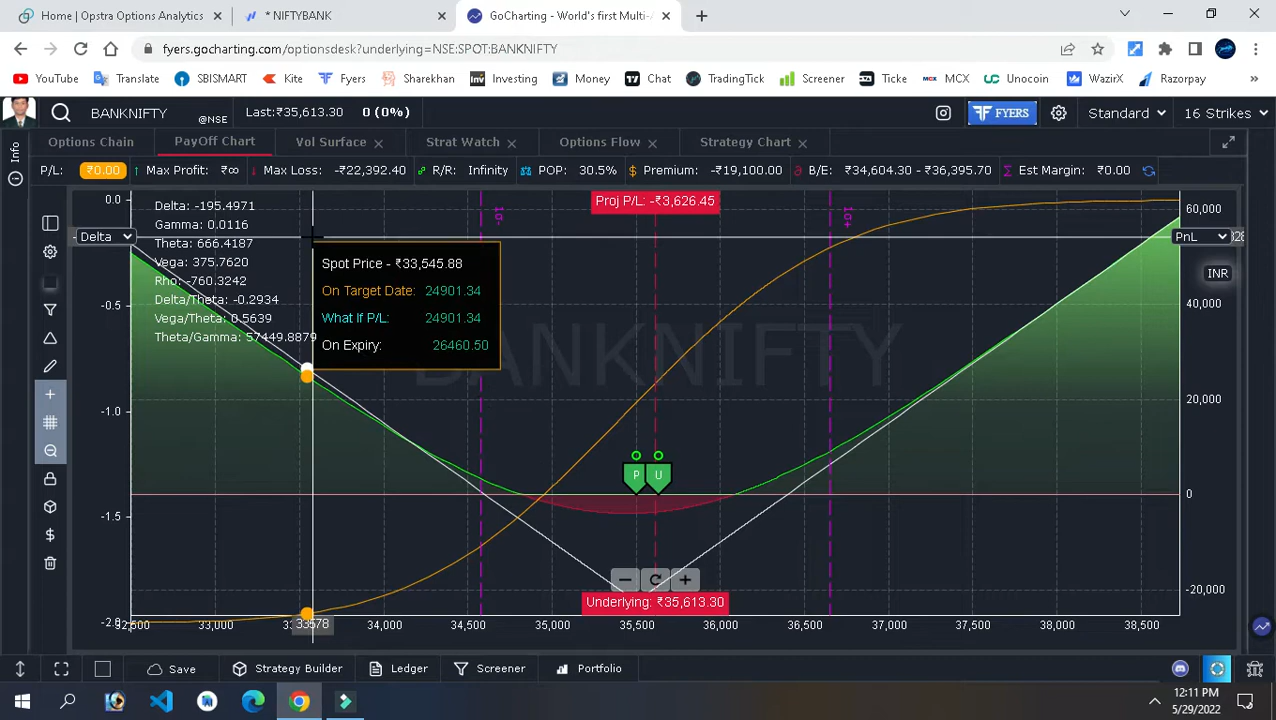 Home | Opstra Options Analytics
* NIFTYBANK
GoCharting - World's first Multi-A
fyers.gocharting.com/optionsdesk?underlying=NSE:SPOT:BANKNIFTY
YouTube Translate SBISMART Kite Fyers Sharekhan Investing Money Chat TradingTick Screener Ticke MCX Unocoin WazirX Razorpay »
BANKNIFTY @NSE Last:₹35,613.30 0 (0%) FYERS Standard 16 Strikes
Info
Options Chain PayOff Chart Vol Surface Strat Watch Options Flow Strategy Chart
P/L: ₹0.00 Max Profit: ₹∞ Max Loss: -₹22,392.40 R/R: Infinity POP: 30.5% Premium: -₹19,100.00 B/E: ₹34,604.30 - ₹36,395.70 Est Margin: ₹0.00
Proj P/L: -₹3,626.45
Delta: -195.4971
Gamma: 0.0116
Theta: 666.4187
Vega: 375.7620
Rho: -760.3242
Delta/Theta: -0.2934
Vega/Theta: 0.5639
Theta/Gamma: 57449.8879
Delta
PnL
INR
Spot Price - ₹33,545.88
On Target Date: 24901.34
What If P/L: 24901.34
On Expiry: 26460.50
BANKNIFTY
0.0
-0.5
-1.0
-1.5
60,000
40,000
20,000
0
-20,000
P U
Underlying: ₹35,613.30
33,000 33578 34,000 34,500 35,000 35,500 36,000 36,500 37,000 37,500 38,000 38,500
Save Strategy Builder Ledger Screener Portfolio
12:11 PM
5/29/2022